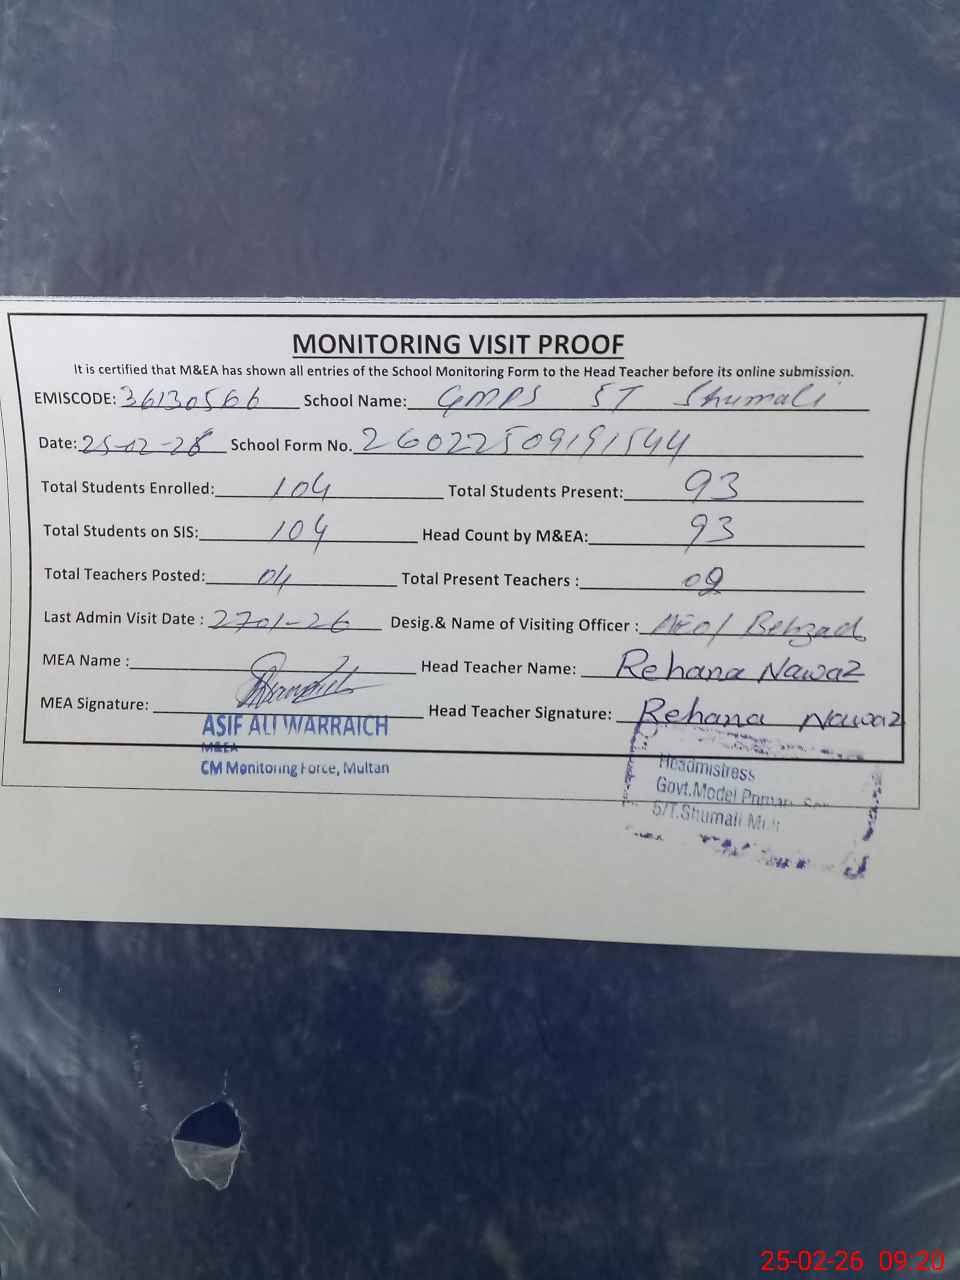 MONITORING VISIT PROOF
It is certified that M&EA has shown all entries of the School Monitoring Form to the Head Teacher before its online submission.
EMISCODE: 36130566 School Name: GMPS 5T Shumali
Date: 25-02-26 School Form No. 26022509191544
Total Students Enrolled: 104 Total Students Present: 93
Total Students on SIS: 104 Head Count by M&EA: 93
Total Teachers Posted: 04 Total Present Teachers :
Last Admin Visit Date : 27-01-26 Desig.& Name of Visiting Officer : AEO/ Behzad
MEA Name : Head Teacher Name: Rehana Nawaz
MEA Signature: Head Teacher Signature: Rehana Nawaz
ASIF ALI WARRAICH
M&EA
CM Monitoring Force, Multan
Headmistress
Govt. Model Primary
5/T. Shumali
25-02-26 09:20